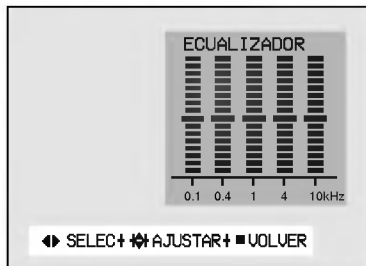 ECUALIZADOR
0.1 0.4 1 4 10kHz
◀▶ SELEC+ AJUSTAR+ ■ VOLVER